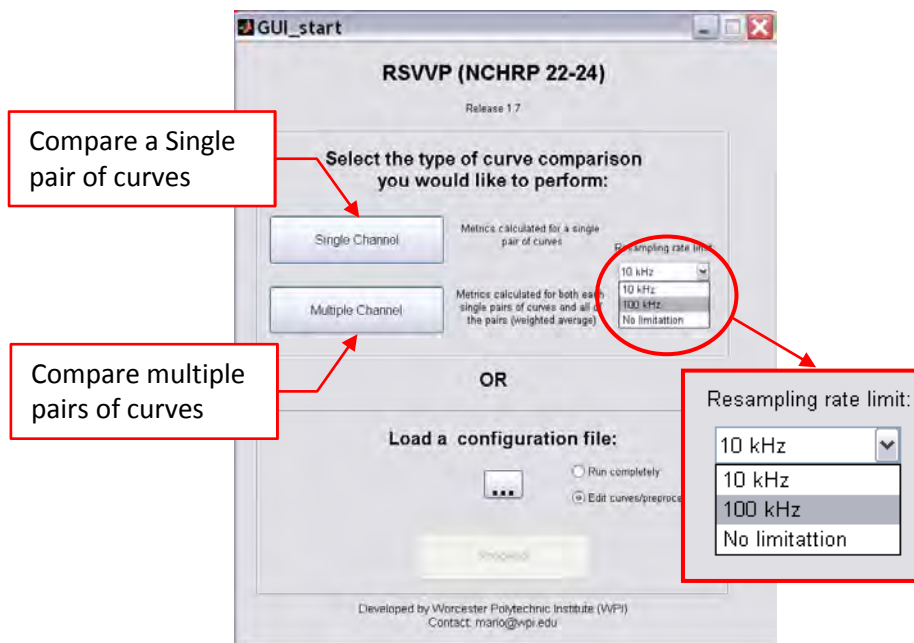 GUI_start
RSVVP (NCHRP 22-24)
Release 1.7
Compare a Single
pair of curves
Select the type of curve comparison
you would like to perform:
Single Channel
Metrics calculated for a single
pair of curves
Resampling rate limit:
10 kHz
10 kHz
100 kHz
No limitattion
Multiple Channel
Metrics calculated for both each
single pairs of curves and all of
the pairs (weighted average)
Compare multiple
pairs of curves
OR
Resampling rate limit:
10 kHz
10 kHz
100 kHz
No limitattion
Load a configuration file:
...
Run completely
Edit curves/preproce
Proceed
Developed by Worcester Polytechnic Institute (WPI)
Contact: mario@wpi.edu